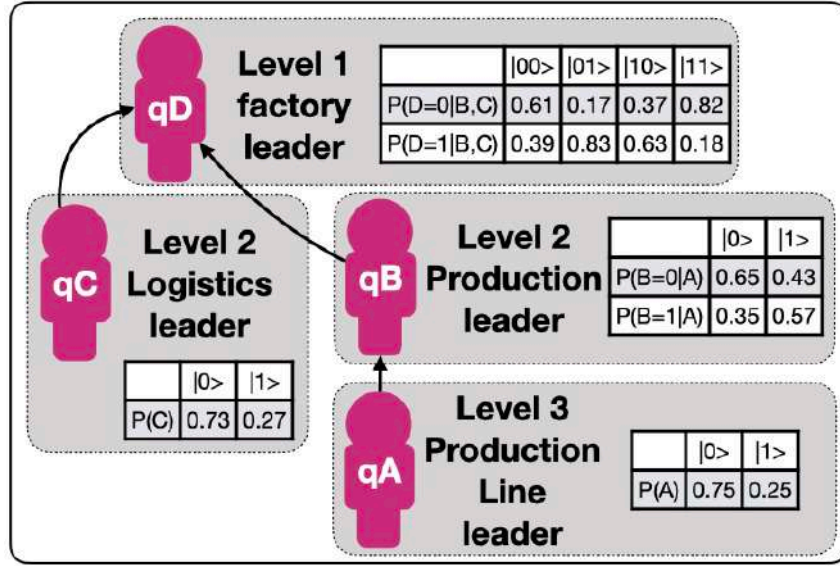 qD
Level 1
factory
leader
|00> |01> |10> |11>
P(D=0|B,C) 0.61 0.17 0.37 0.82
P(D=1|B,C) 0.39 0.83 0.63 0.18
qC
Level 2
Logistics
leader
|0> |1>
P(C) 0.73 0.27
qB
Level 2
Production
leader
|0> |1>
P(B=0|A) 0.65 0.43
P(B=1|A) 0.35 0.57
qA
Level 3
Production
Line
leader
|0> |1>
P(A) 0.75 0.25